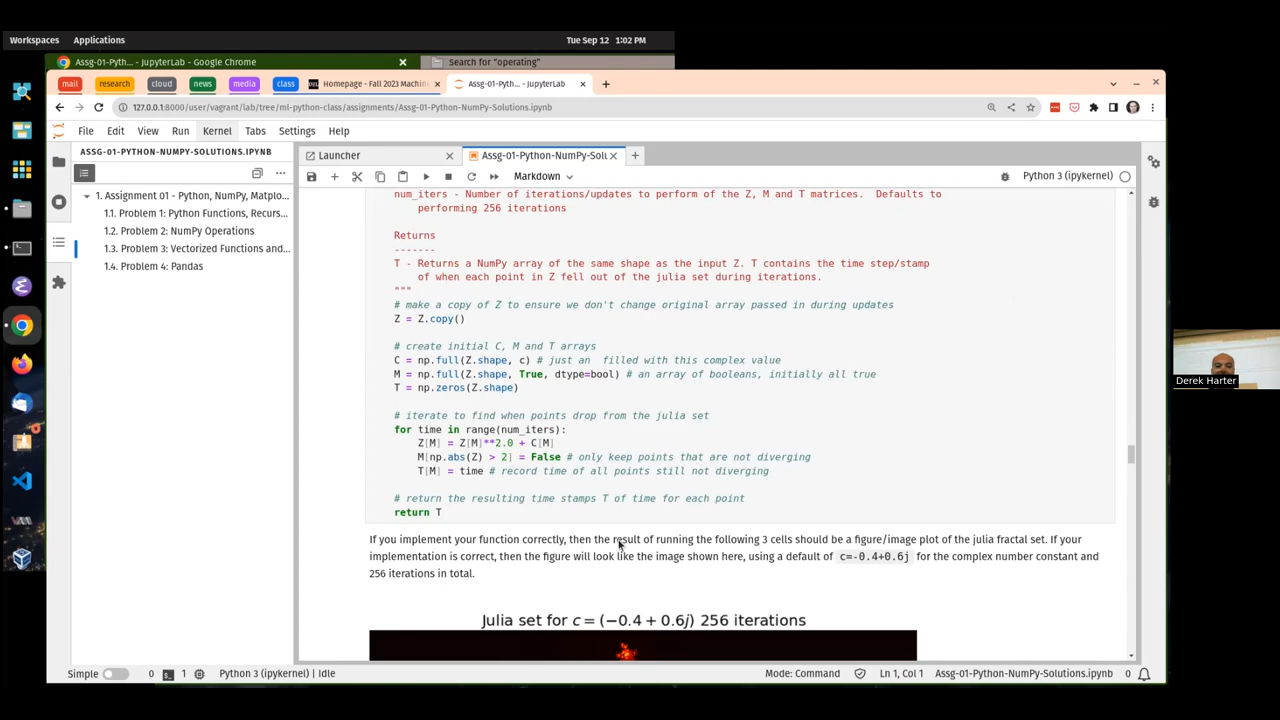 Workspaces Applications Tue Sep 12 1:02 PM
Assg-01-Pyth... - JupyterLab - Google Chrome Search for "operating"
mail research cloud news media class Homepage - Fall 2023 Machin Assg-01-Pyth... - JupyterLab
127.0.0.1:8000/user/vagrant/lab/tree/ml-python-class/assignments/Assg-01-Python-NumPy-Solutions.ipynb
File Edit View Run Kernel Tabs Settings Help
ASSG-01-PYTHON-NUMPY-SOLUTIONS.IPYNB
Launcher Assg-01-Python-NumPy-Solu
Markdown Python 3 (ipykernel)
1. Assignment 01 - Python, NumPy, Matplo...
1.1. Problem 1: Python Functions, Recurs...
1.2. Problem 2: NumPy Operations
1.3. Problem 3: Vectorized Functions and...
1.4. Problem 4: Pandas
num_iters - Number of iterations/updates to perform of the Z, M and T matrices. Defaults to
performing 256 iterations
Returns
-------
T - Returns a NumPy array of the same shape as the input Z. T contains the time step/stamp
of when each point in Z fell out of the julia set during iterations.
"""
# make a copy of Z to ensure we don't change original array passed in during updates
Z = Z.copy()
# create initial C, M and T arrays
C = np.full(Z.shape, c) # just an filled with this complex value
M = np.full(Z.shape, True, dtype=bool) # an array of booleans, initially all true
T = np.zeros(Z.shape)
# iterate to find when points drop from the julia set
for time in range(num_iters):
Z[M] = Z[M]**2.0 + C[M]
M[np.abs(Z) > 2] = False # only keep points that are not diverging
T[M] = time # record time of all points still not diverging
# return the resulting time stamps T of time for each point
return T
If you implement your function correctly, then the result of running the following 3 cells should be a figure/image plot of the julia fractal set. If your
implementation is correct, then the figure will look like the image shown here, using a default of c=-0.4+0.6j for the complex number constant and
256 iterations in total.
Julia set for c = (−0.4 + 0.6j) 256 iterations
Derek Harter
Simple 0 1 Python 3 (ipykernel) | Idle Mode: Command Ln 1, Col 1 Assg-01-Python-NumPy-Solutions.ipynb 0